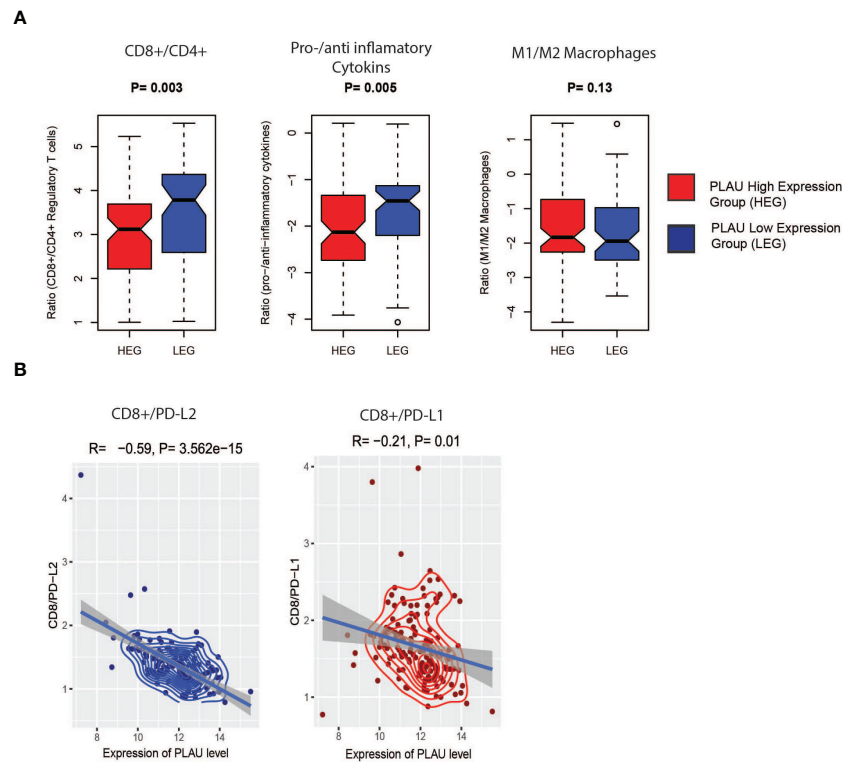 A
CD8+/CD4+
P= 0.003
Ratio (CD8+/CD4+ Regulatory T cells)
5
4
3
2
1
HEG LEG
Pro-/anti inflamatory
Cytokins
P= 0.005
Ratio (pro-/anti-inflammatory cytokines)
0
−1
−2
−3
−4
HEG LEG
M1/M2 Macrophages
P= 0.13
Ratio (M1/M2 Macrophages)
1
0
−1
−2
−4
HEG LEG
PLAU High Expression
Group (HEG)
PLAU Low Expression
Group (LEG)
B
CD8+/PD-L2
R= −0.59, P= 3.562e−15
CD8/PD−L2
4
3
2
1
8 10 12 14
Expression of PLAU level
CD8+/PD-L1
R= −0.21, P= 0.01
CD8/PD−L1
4
3
2
1
8 10 12 14
Expression of PLAU level